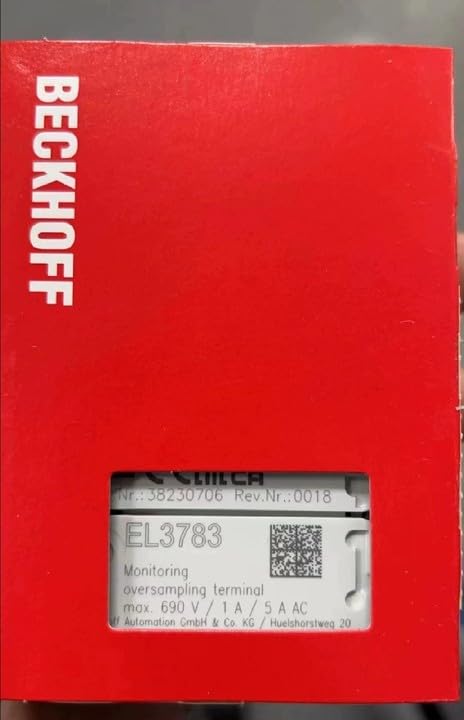 BECKHOFF
Nr.: 38230706 Rev.Nr.:0018
EL3783
Monitoring
oversampling terminal
max. 690 V / 1 A / 5 A AC
Automation GmbH & Co. KG / Huelshorstweg 20